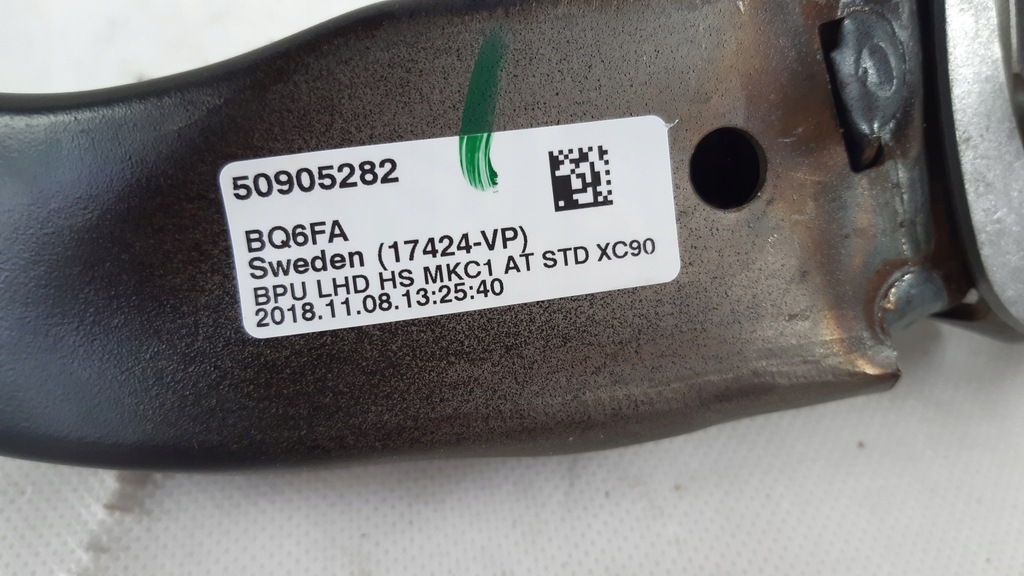 50905282
BQ6FA
Sweden (17424-VP)
BPU LHD HS MKC1 AT STD XC90
2018.11.08.13:25:40